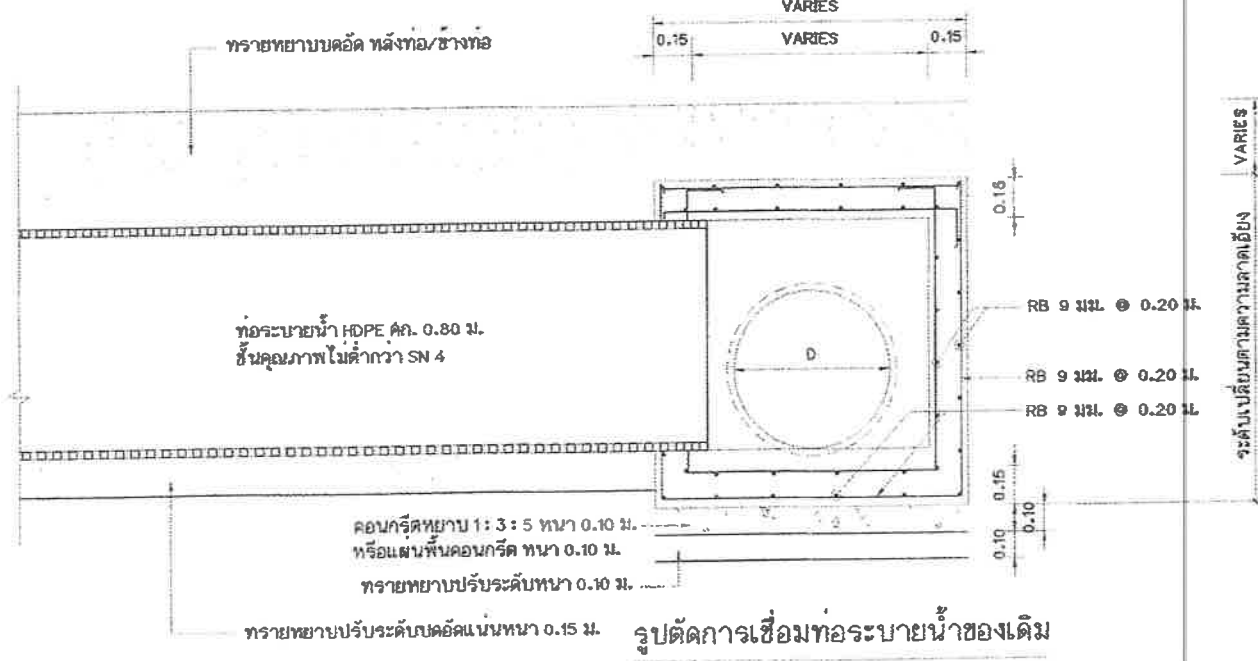 VARIES
0.15 VARIES 0.15
ทรายหยาบบดอัด หลังท่อ/ข้างท่อ
VARIES
0.15
ระดับเปลี่ยนตามความลาดเอียง
RB 9 มม. @ 0.20 ม.
ท่อระบายน้ำ HDPE ศก. 0.80 ม.
ชั้นคุณภาพไม่ต่ำกว่า SN 4
D
RB 9 มม. @ 0.20 ม.
RB 9 มม. @ 0.20 ม.
0.15
0.10
0.10
คอนกรีตหยาบ 1 : 3 : 5 หนา 0.10 ม.
หรือแผ่นพื้นคอนกรีต หนา 0.10 ม.
ทรายหยาบปรับระดับหนา 0.10 ม.
ทรายหยาบปรับระดับบดอัดแน่นหนา 0.15 ม.
รูปตัดการเชื่อมท่อระบายน้ำของเดิม